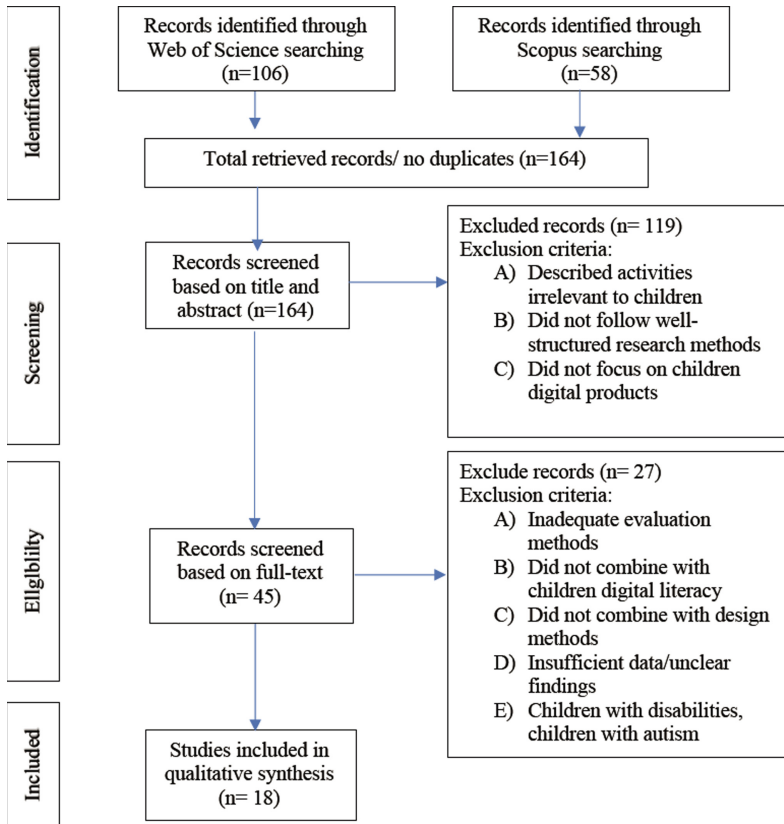 Identification
Records identified through
Web of Science searching
(n=106)
Records identified through
Scopus searching
(n=58)
Total retrieved records/ no duplicates (n=164)
Screening
Records screened
based on title and
abstract (n=164)
Excluded records (n= 119)
Exclusion criteria:
A) Described activities
irrelevant to children
B) Did not follow well-
structured research methods
C) Did not focus on children
digital products
Eligibility
Records screened
based on full-text
(n= 45)
Exclude records (n= 27)
Exclusion criteria:
A) Inadequate evaluation
methods
B) Did not combine with
children digital literacy
C) Did not combine with design
methods
D) Insufficient data/unclear
findings
E) Children with disabilities,
children with autism
Included
Studies included in
qualitative synthesis
(n= 18)